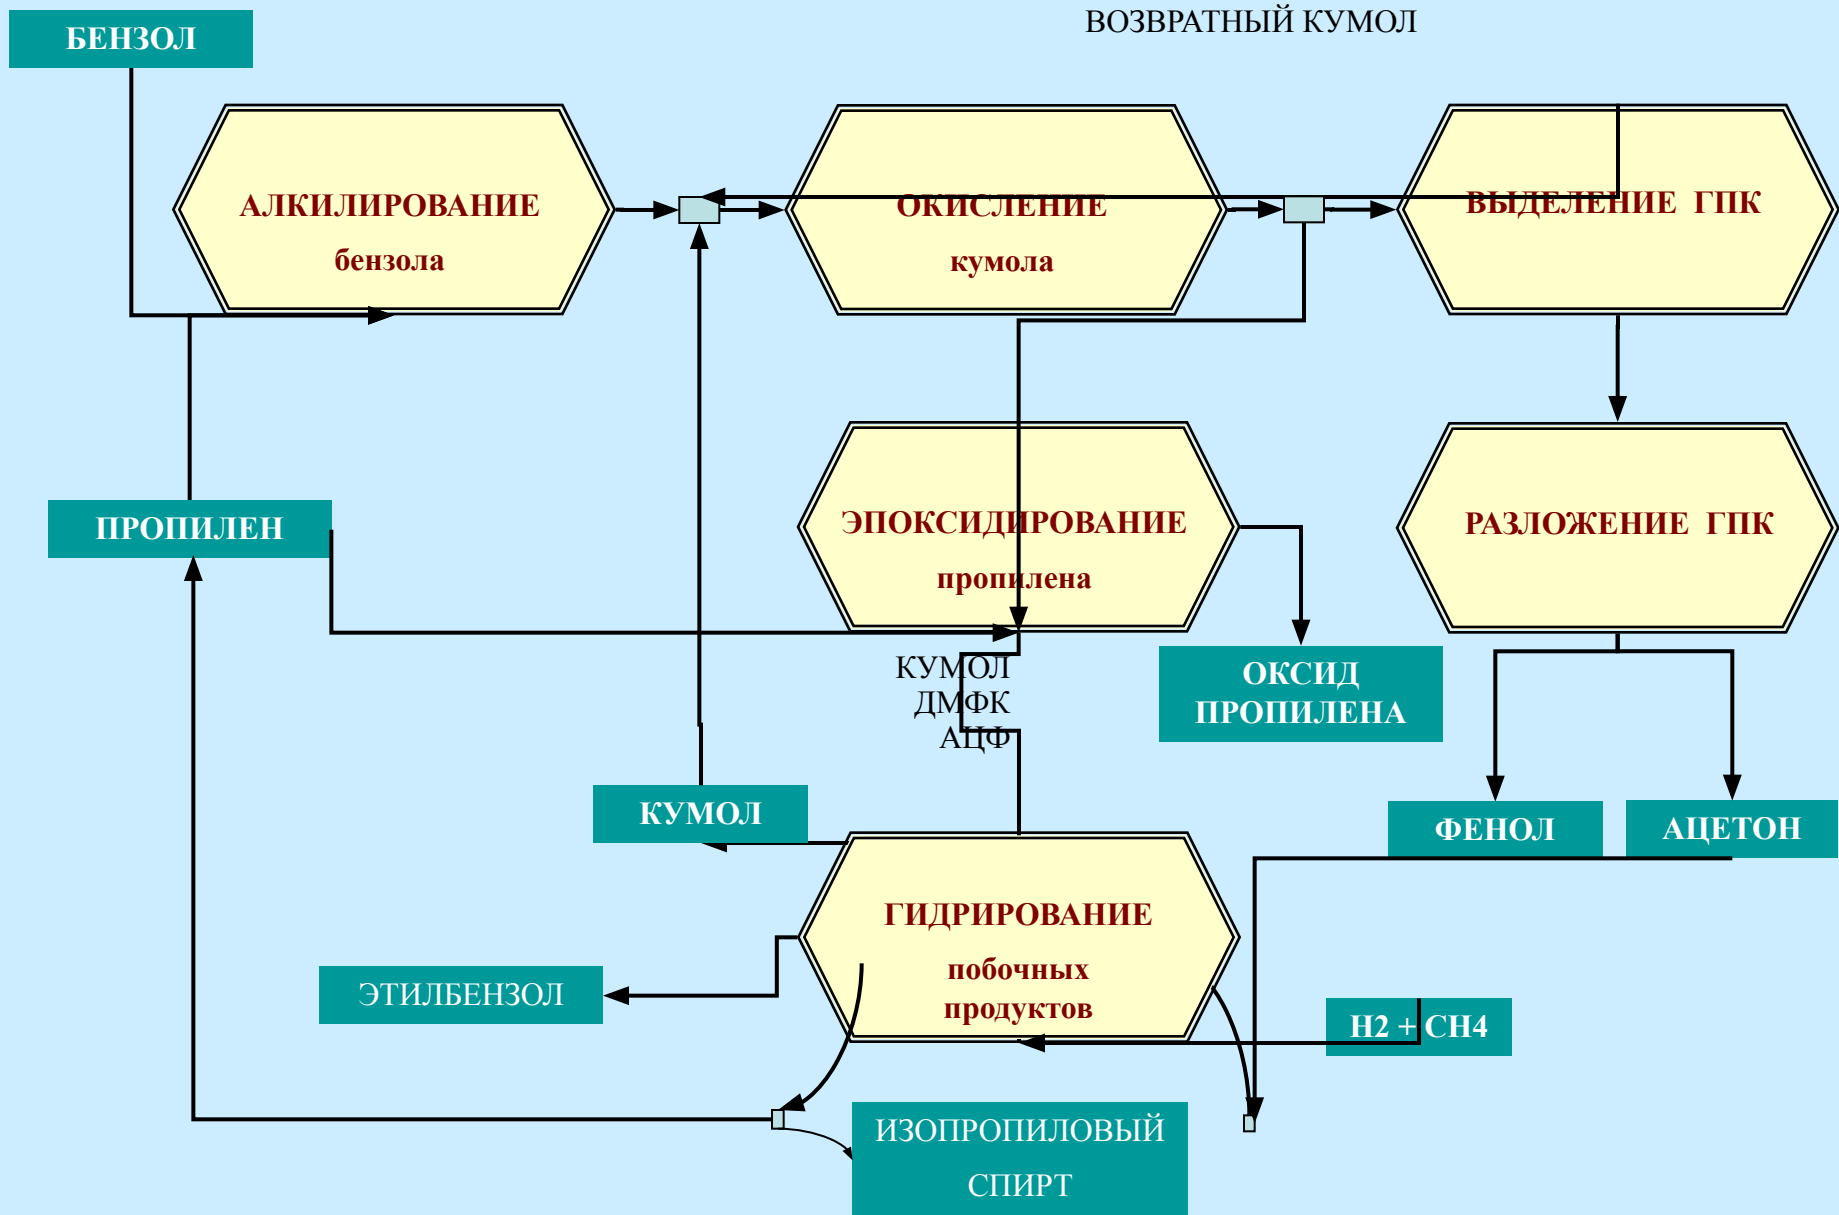 БЕНЗОЛ
ВОЗВРАТНЫЙ КУМОЛ
АЛКИЛИРОВАНИЕ
бензола
ОКИСЛЕНИЕ
кумола
ВЫДЕЛЕНИЕ ГПК
ПРОПИЛЕН
ЭПОКСИДИРОВАНИЕ
пропилена
РАЗЛОЖЕНИЕ ГПК
КУМОЛ
ДМФК
АЦФ
ОКСИД
ПРОПИЛЕНА
КУМОЛ
ФЕНОЛ
АЦЕТОН
ГИДРИРОВАНИЕ
побочных
продуктов
ЭТИЛБЕНЗОЛ
H2 + CH4
ИЗОПРОПИЛОВЫЙ
СПИРТ